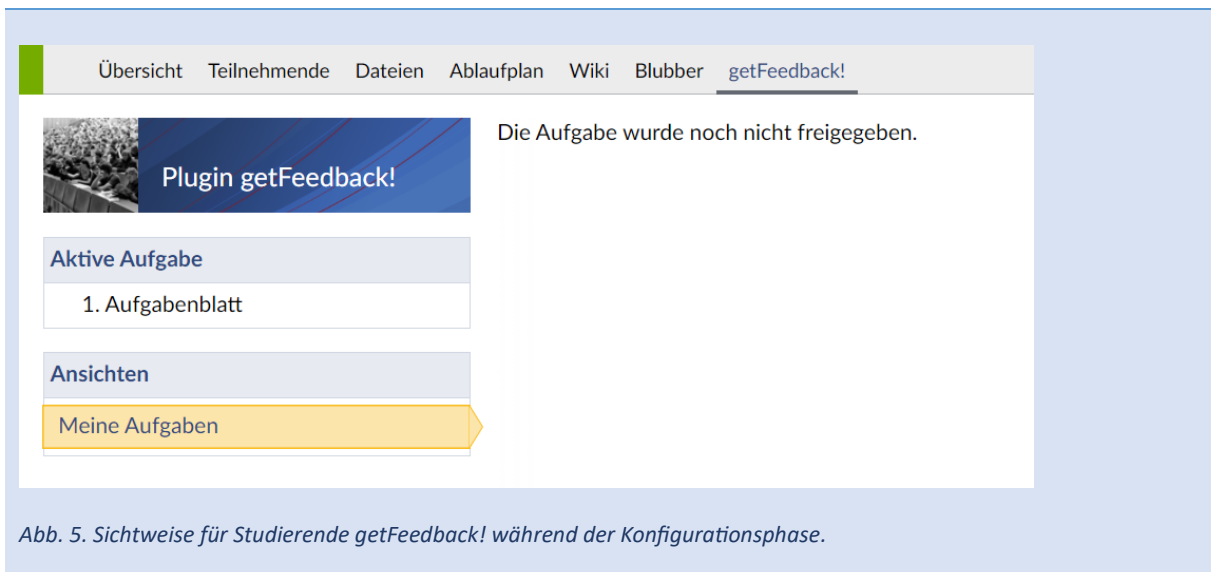 Übersicht Teilnehmende Dateien Ablaufplan Wiki Blubber getFeedback!
Plugin getFeedback!
Die Aufgabe wurde noch nicht freigegeben.
Aktive Aufgabe
1. Aufgabenblatt
Ansichten
Meine Aufgaben
Abb. 5. Sichtweise für Studierende getFeedback! während der Konfigurationsphase.